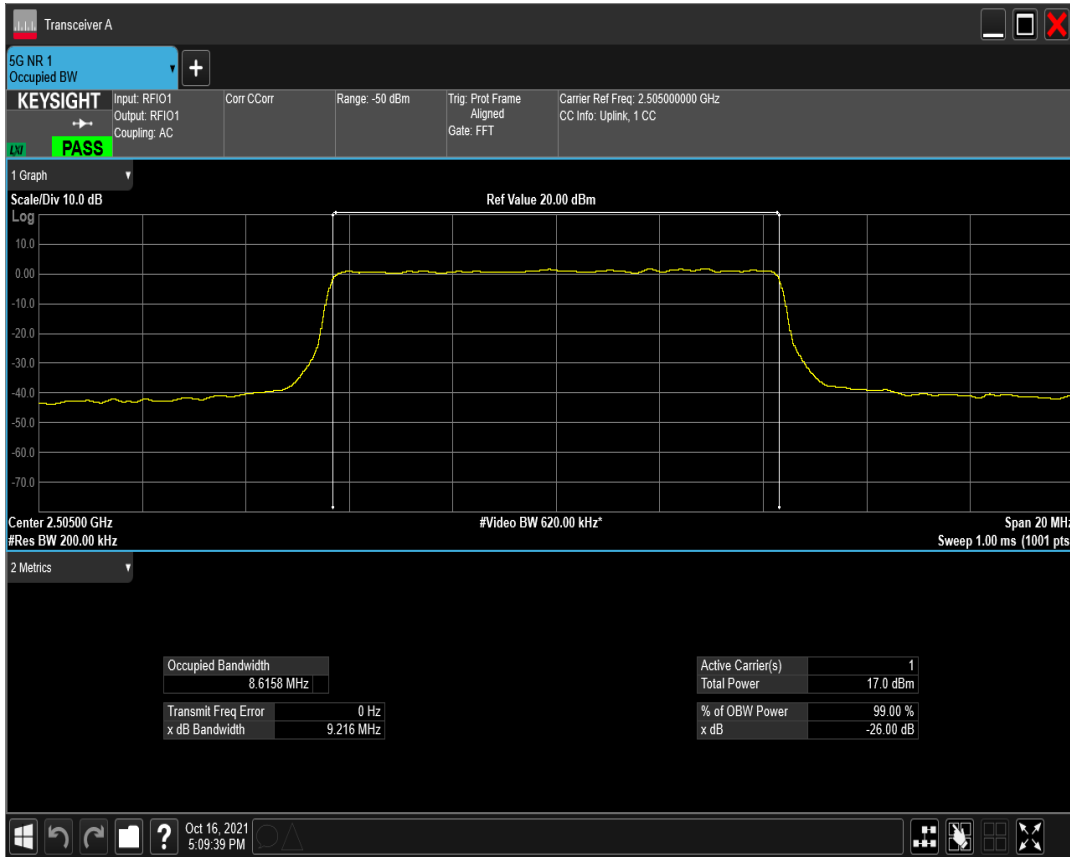 Transceiver A
5G NR 1
Occupied BW
+
KEYSIGHT
Input: RFIO1
Output: RFIO1
Coupling: AC
Corr CCorr
Range: -50 dBm
Trig: Prot Frame
Aligned
Gate: FFT
Carrier Ref Freq: 2.505000000 GHz
CC Info: Uplink, 1 CC
LXI
PASS
1 Graph
Scale/Div 10.0 dB
Ref Value 20.00 dBm
Log
10.0
0.00
-10.0
-20.0
-30.0
-40.0
-50.0
-60.0
-70.0
Center 2.50500 GHz
#Video BW 620.00 kHz*
Span 20 MHz
#Res BW 200.00 kHz
Sweep 1.00 ms (1001 pts
2 Metrics
Occupied Bandwidth
8.6158 MHz
Transmit Freq Error 0 Hz
x dB Bandwidth 9.216 MHz
Active Carrier(s) 1
Total Power 17.0 dBm
% of OBW Power 99.00 %
x dB -26.00 dB
?
Oct 16, 2021
5:09:39 PM